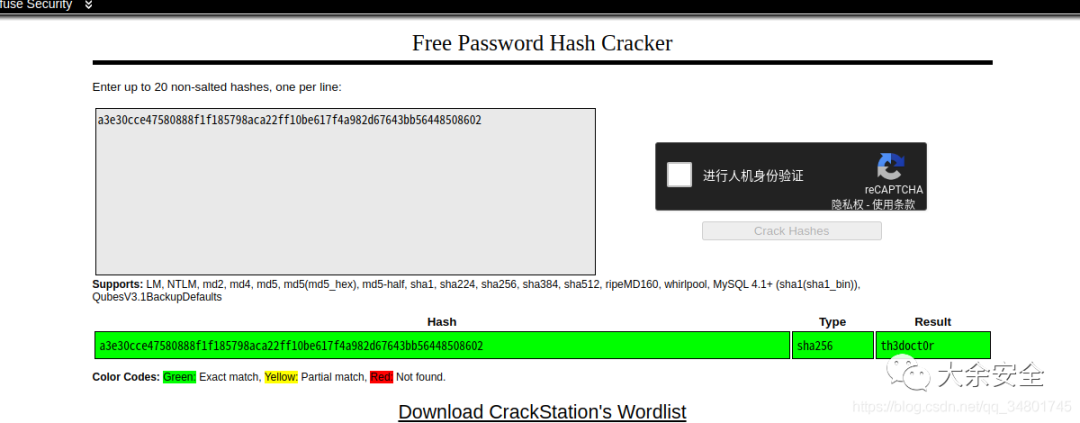 fuse Security
Free Password Hash Cracker
Enter up to 20 non-salted hashes, one per line:
a3e30cce47580888f1f185798aca22ff10be617f4a982d67643bb56448508602
进行人机身份验证
reCAPTCHA
隐私权 - 使用条款
Crack Hashes
Supports: LM, NTLM, md2, md4, md5, md5(md5_hex), md5-half, sha1, sha224, sha256, sha384, sha512, ripeMD160, whirlpool, MySQL 4.1+ (sha1(sha1_bin)),
QubesV3.1BackupDefaults
Hash Type Result
a3e30cce47580888f1f185798aca22ff10be617f4a982d67643bb56448508602 sha256 th3doct0r
Color Codes: Green: Exact match, Yellow: Partial match, Red: Not found.
大余安全
https://blog.csdn.net/qq_34801745
Download CrackStation's Wordlist